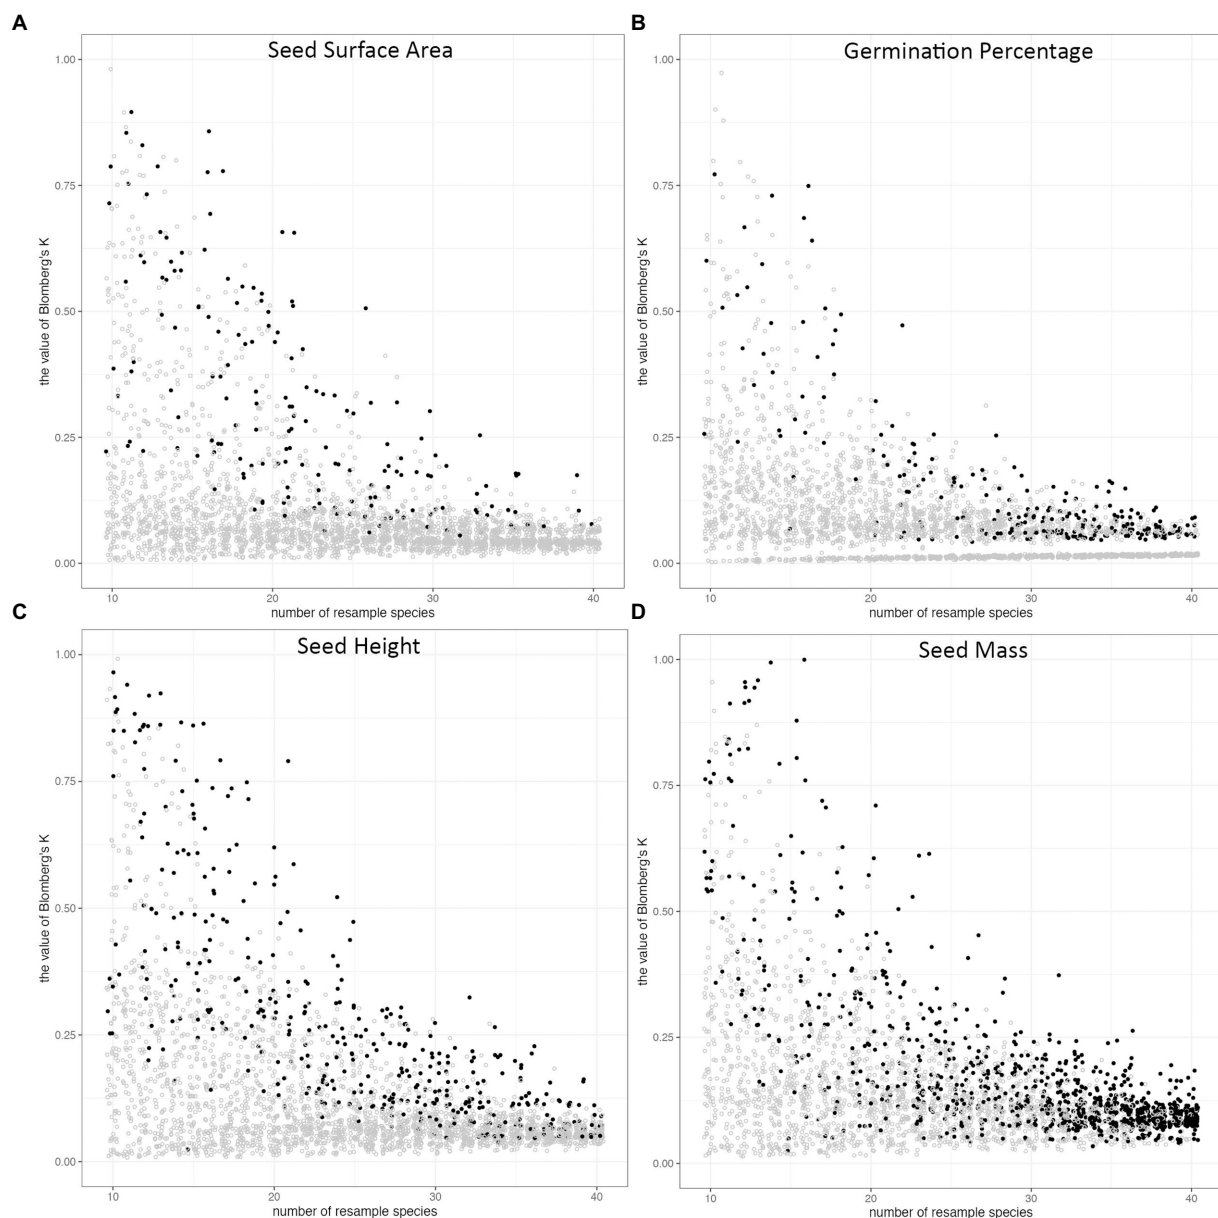 A
Seed Surface Area
the value of Blomberg's K
1.00
0.75
0.50
0.25
0.00
10
20
30
40
number of resample species
B
Germination Percentage
the value of Blomberg's K
1.00
0.75
0.50
0.25
0.00
10
20
30
40
number of resample species
C
Seed Height
the value of Blomberg's K
1.00
0.75
0.50
0.25
0.00
10
20
30
40
number of resample species
D
Seed Mass
the value of Blomberg's K
1.00
0.75
0.50
0.25
0.00
10
20
30
40
number of resample species